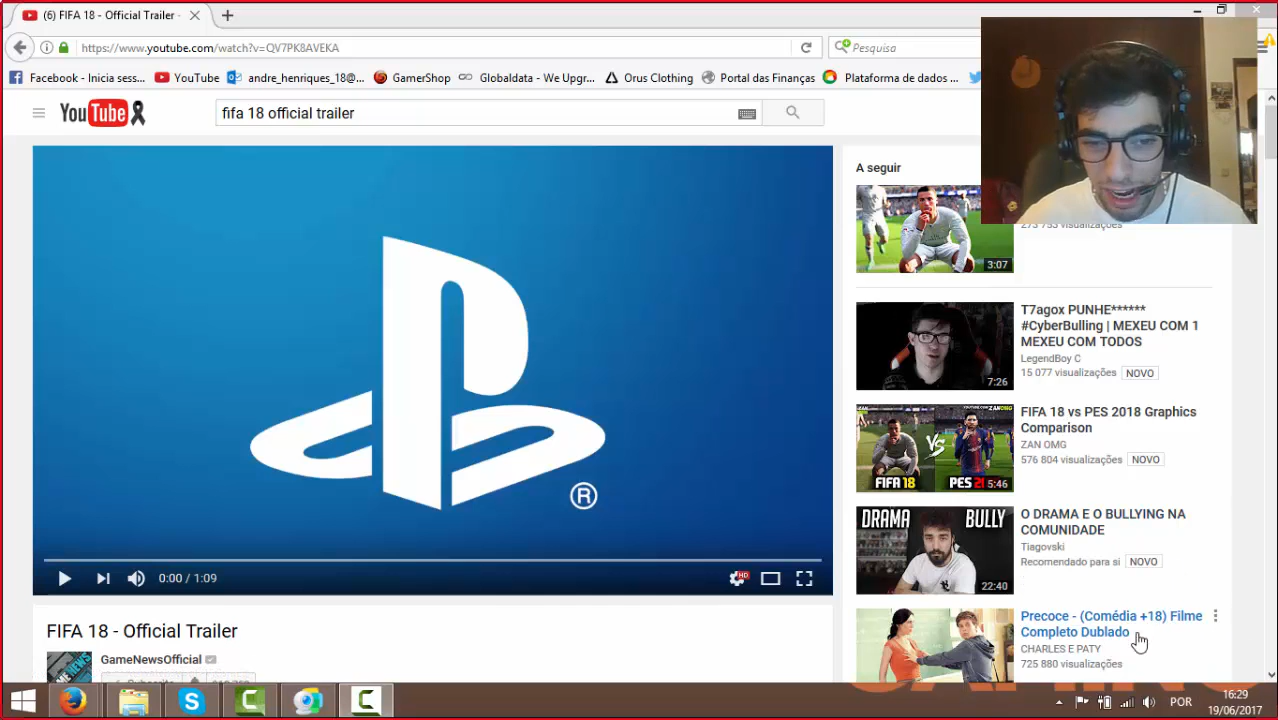 (6) FIFA 18 - Official Trailer -
https://www.youtube.com/watch?v=QV7PK8AVEKA
Pesquisa
Facebook - Inicia sess... YouTube andre_henriques_18@... GamerShop Globaldata - We Upgr... Orus Clothing Portal das Finanças Plataforma de dados ...
YouTube
fifa 18 official trailer
A seguir
273 753 visualizações
3:07
T7agox PUNHE******
#CyberBulling | MEXEU COM 1
MEXEU COM TODOS
LegendBoy C
15 077 visualizações NOVO
7:26
FIFA 18 vs PES 2018 Graphics
Comparison
ZAN OMG
576 804 visualizações NOVO
VS
FIFA 18
5:46
O DRAMA E O BULLYING NA
COMUNIDADE
Tiagovski
Recomendado para si NOVO
DRAMA BULLY
22:40
Precoce - (Comédia +18) Filme
Completo Dublado
CHARLES E PATY
725 880 visualizações
®
0:00 / 1:09
HD
FIFA 18 - Official Trailer
GameNewsOfficial
POR
16:29
19/06/2017